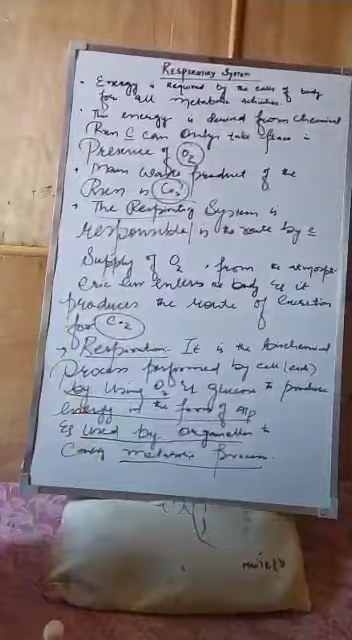 Respiratory System
• Energy is required by the cells of body
for all metabolic activities.
• This energy is derived from chemical
Rxn C can only take place in
Presence of O2
• Main waste product of the
Rxn is CO2
→ The Respiratory System is
responsible is the route by C
Supply of O2 from the atmosph
eric enters the body & it
produces the route of Excretion
for CO2
→ Respiration: It is the biochemical
Process performed by cell
by using O2 & glucose to produce
energy in the form of ATP
& used by organelles to
Carry metabolic Process.